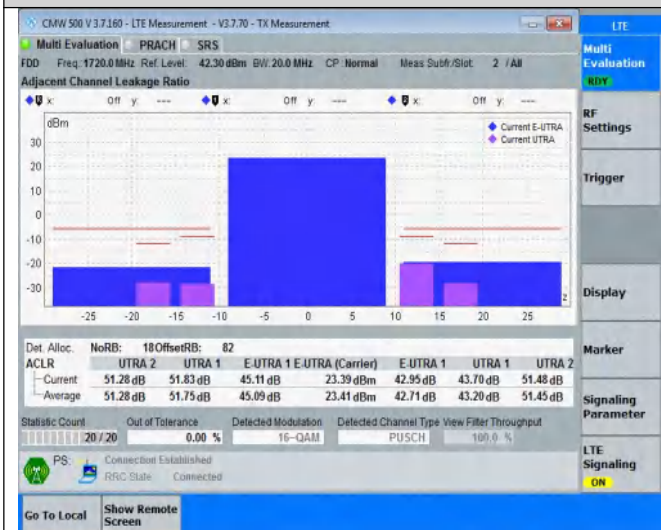 CMW 500 V 3.7.160 - LTE Measurement - V3.7.70 - TX Measurement
LTE
Multi Evaluation PRACH SRS
Multi Evaluation
RDY
FDD Freq.: 1720.0 MHz Ref. Level: 42.30 dBm BW: 20.0 MHz CP: Normal Meas Subfr./Slot: 2 / All
Adjacent Channel Leakage Ratio
x: Off y: --- x: Off y: --- x: Off y: ---
dBm
Current E-UTRA
Current UTRA
30
20
10
0
-10
-20
-30
-25 -20 -15 -10 -5 0 5 10 15 20 25
RF Settings
Trigger
Display
Marker
Signaling Parameter
LTE Signaling
ON
Det. Alloc. NoRB: 18 OffsetRB: 82
ACLR UTRA 2 UTRA 1 E-UTRA 1 E-UTRA (Carrier) E-UTRA 1 UTRA 1 UTRA 2
Current 51.28 dB 51.83 dB 45.11 dB 23.39 dBm 42.95 dB 43.70 dB 51.48 dB
Average 51.28 dB 51.75 dB 45.09 dB 23.41 dBm 42.71 dB 43.20 dB 51.45 dB
Statistic Count Out of Tolerance Detected Modulation Detected Channel Type View Filter Throughput
20 / 20 0.00 % 16-QAM PUSCH 100.0 %
PS: Connection Established
RRC State Connected
Go To Local
Show Remote Screen